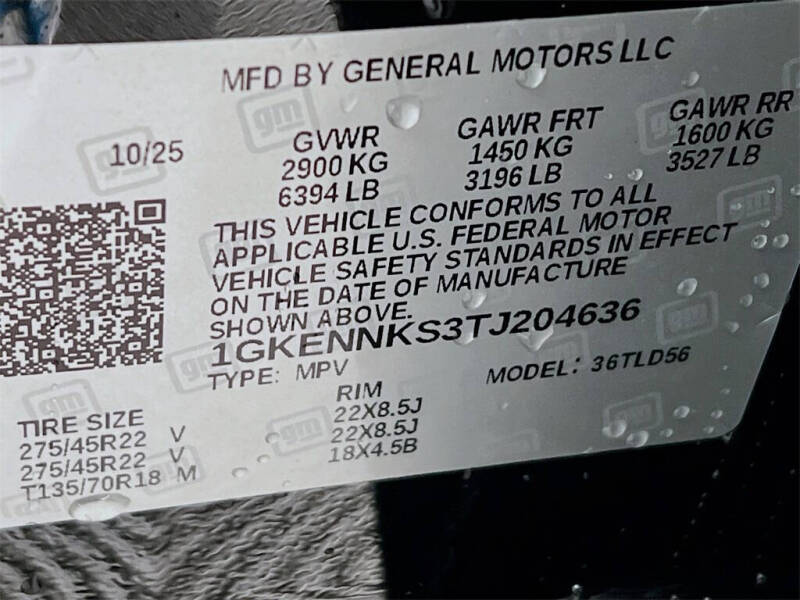 MFD BY GENERAL MOTORS LLC
10/25
GVWR
2900 KG
6394 LB
GAWR FRT
1450 KG
3196 LB
GAWR RR
1600 KG
3527 LB
THIS VEHICLE CONFORMS TO ALL
APPLICABLE U.S. FEDERAL MOTOR
VEHICLE SAFETY STANDARDS IN EFFECT
ON THE DATE OF MANUFACTURE
SHOWN ABOVE.
1GKENNKS3TJ204636
TYPE: MPV
MODEL: 36TLD56
TIRE SIZE
RIM
275/45R22 V 22X8.5J
275/45R22 V 22X8.5J
T135/70R18 M 18X4.5B
gm